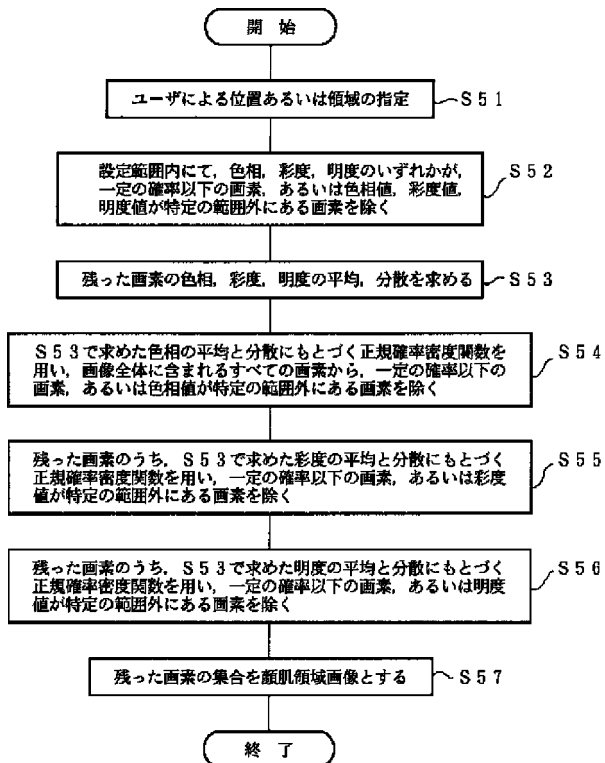 開始
ユーザによる位置あるいは領域の指定
S51
設定範囲内にて，色相，彩度，明度のいずれかが，
一定の確率以下の画素，あるいは色相値，彩度値，
明度値が特定の範囲外にある画素を除く
S52
残った画素の色相，彩度，明度の平均，分散を求める
S53
S53で求めた色相の平均と分散にもとづく正規確率密度関数を
用い，画像全体に含まれるすべての画素から，一定の確率以下の
画素，あるいは色相値が特定の範囲外にある画素を除く
S54
残った画素のうち，S53で求めた彩度の平均と分散にもとづく
正規確率密度関数を用い，一定の確率以下の画素，あるいは彩度
値が特定の範囲外にある画素を除く
S55
残った画素のうち，S53で求めた明度の平均と分散にもとづく
正規確率密度関数を用い，一定の確率以下の画素，あるいは明度
値が特定の範囲外にある画素を除く
S56
残った画素の集合を顔肌領域画像とする
S57
終了